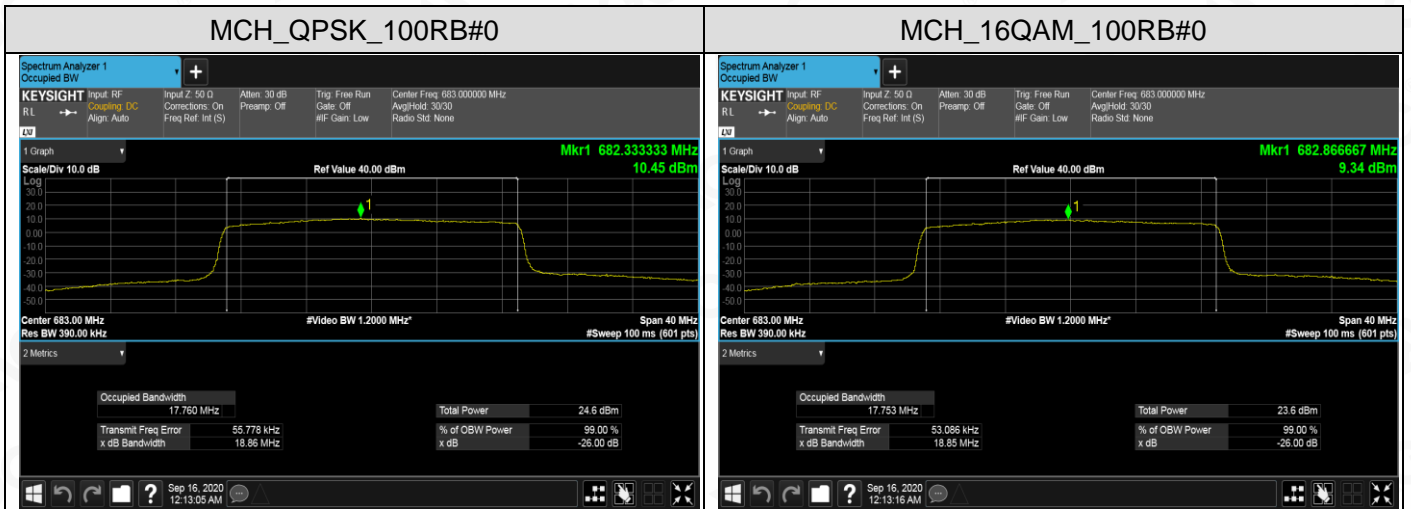 MCH_QPSK_100RB#0
Spectrum Analyzer 1
Occupied BW
KEYSIGHT
RL
LXI
Input: RF
Coupling: DC
Align: Auto
Input Z: 50 Ω
Corrections: On
Freq Ref: Int (S)
Atten: 30 dB
Preamp: Off
Trig: Free Run
Gate: Off
#IF Gain: Low
Center Freq: 683.000000 MHz
Avg|Hold: 30/30
Radio Std: None
1 Graph
Mkr1 682.333333 MHz
Scale/Div 10.0 dB
Ref Value 40.00 dBm
10.45 dBm
Log
30.0
20.0
10.0
0.00
-10.0
-20.0
-30.0
-40.0
-50.0
1
Center 683.00 MHz
#Video BW 1.2000 MHz*
Span 40 MHz
Res BW 390.00 kHz
#Sweep 100 ms (601 pts)
2 Metrics
Occupied Bandwidth
17.760 MHz
Total Power 24.6 dBm
Transmit Freq Error 55.778 kHz
% of OBW Power 99.00 %
x dB Bandwidth 18.86 MHz
x dB -26.00 dB
?
Sep 16, 2020
12:13:05 AM
MCH_16QAM_100RB#0
Spectrum Analyzer 1
Occupied BW
KEYSIGHT
RL
LXI
Input: RF
Coupling: DC
Align: Auto
Input Z: 50 Ω
Corrections: On
Freq Ref: Int (S)
Atten: 30 dB
Preamp: Off
Trig: Free Run
Gate: Off
#IF Gain: Low
Center Freq: 683.000000 MHz
Avg|Hold: 30/30
Radio Std: None
1 Graph
Mkr1 682.866667 MHz
Scale/Div 10.0 dB
Ref Value 40.00 dBm
9.34 dBm
Log
30.0
20.0
10.0
0.00
-10.0
-20.0
-30.0
-40.0
-50.0
1
Center 683.00 MHz
#Video BW 1.2000 MHz*
Span 40 MHz
Res BW 390.00 kHz
#Sweep 100 ms (601 pts)
2 Metrics
Occupied Bandwidth
17.753 MHz
Total Power 23.6 dBm
Transmit Freq Error 53.086 kHz
% of OBW Power 99.00 %
x dB Bandwidth 18.85 MHz
x dB -26.00 dB
?
Sep 16, 2020
12:13:16 AM